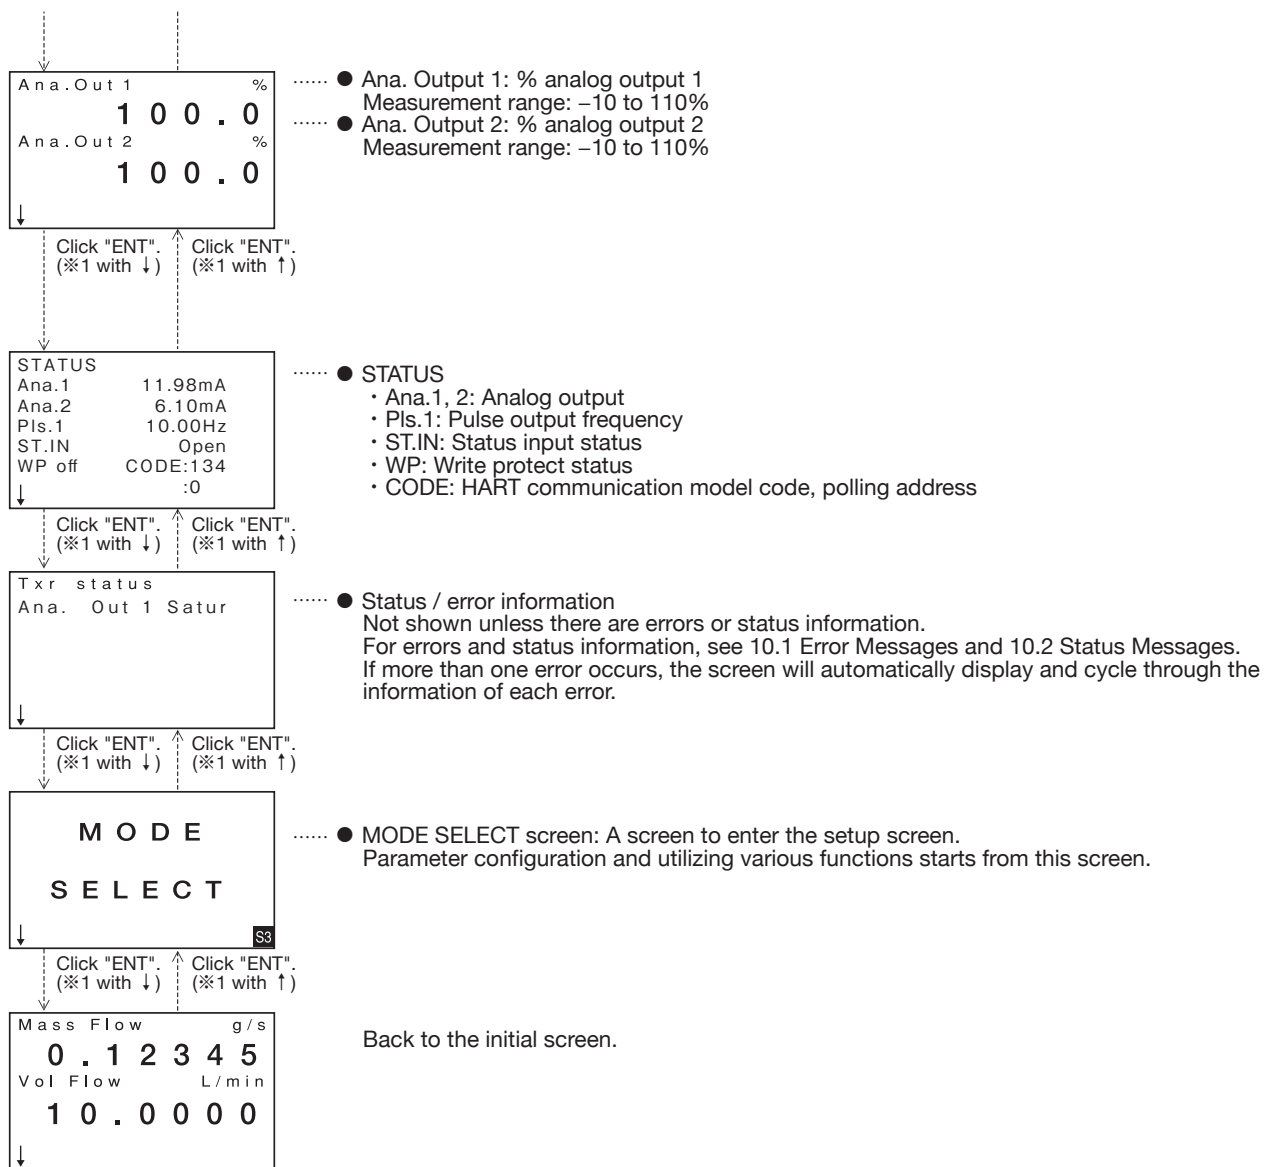 Ana.Out 1 %
100.0
Ana.Out 2 %
100.0
↓
...... ● Ana. Output 1: % analog output 1
Measurement range: –10 to 110%
...... ● Ana. Output 2: % analog output 2
Measurement range: –10 to 110%
Click "ENT". Click "ENT".
(※1 with ↓) (※1 with ↑)
STATUS
Ana.1 11.98mA
Ana.2 6.10mA
Pls.1 10.00Hz
ST.IN Open
WP off CODE:134
↓ :0
...... ● STATUS
・Ana.1, 2: Analog output
・Pls.1: Pulse output frequency
・ST.IN: Status input status
・WP: Write protect status
・CODE: HART communication model code, polling address
Click "ENT". Click "ENT".
(※1 with ↓) (※1 with ↑)
Txr status
Ana. Out 1 Satur
↓
...... ● Status / error information
Not shown unless there are errors or status information.
For errors and status information, see 10.1 Error Messages and 10.2 Status Messages.
If more than one error occurs, the screen will automatically display and cycle through the
information of each error.
Click "ENT". Click "ENT".
(※1 with ↓) (※1 with ↑)
MODE
SELECT
↓ S3
...... ● MODE SELECT screen: A screen to enter the setup screen.
Parameter configuration and utilizing various functions starts from this screen.
Click "ENT". Click "ENT".
(※1 with ↓) (※1 with ↑)
Mass Flow g/s
0.12345
Vol Flow L/min
10.0000
↓
Back to the initial screen.